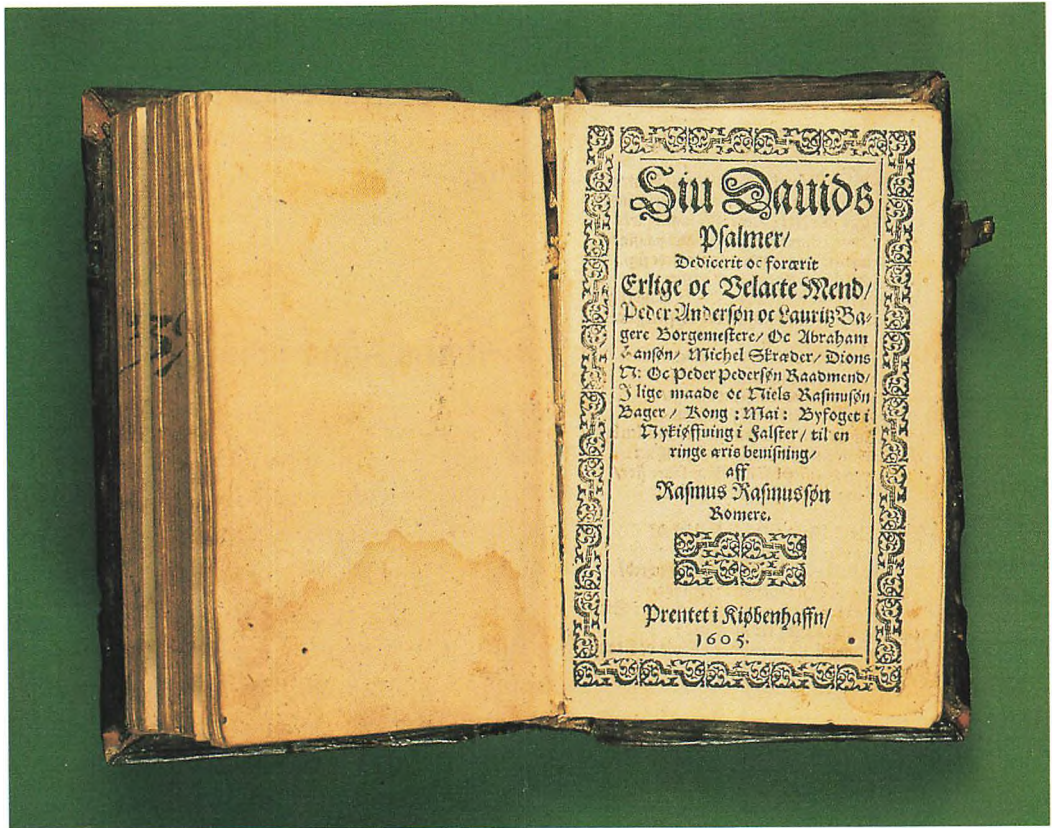 Siu Dauids
Psalmer/
Dedicerit oc forærit
Erlige oc Velacte Mend/
Peder Andersøn oc Lauritz Ba-
gere Borgemestere/ Oc Abraham
Hansøn/ Michel Skræder/ Dions
N: Oc Peder Pedersøn Raadmend/
I lige maade oc Niels Rasmusøn
Bager/ Kong: Mai: Byfoget i
Nykiøffuing i Falster/ til en
ringe æris beuisning/
aff
Rasmus Rasmussøn
Romere.
Prentet i Kiøbenhaffn/
1605.